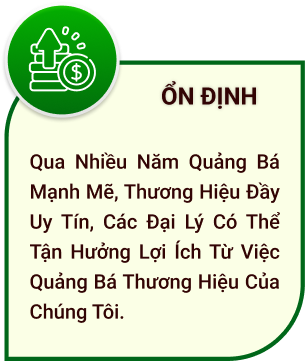 ỔN ĐỊNH
Qua Nhiều Năm Quảng Bá
Mạnh Mẽ, Thương Hiệu Đầy
Uy Tín, Các Đại Lý Có Thể
Tận Hưởng Lợi Ích Từ Việc
Quảng Bá Thương Hiệu Của
Chúng Tôi.